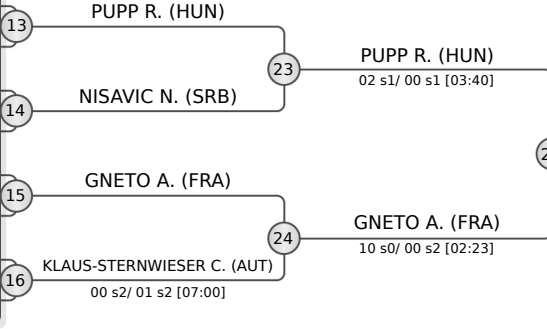 PUPP R. (HUN)
13
23
PUPP R. (HUN)
02 s1/ 00 s1 [03:40]
NISAVIC N. (SRB)
14
GNETO A. (FRA)
15
24
GNETO A. (FRA)
10 s0/ 00 s2 [02:23]
KLAUS-STERNWIESER C. (AUT)
16
00 s2/ 01 s2 [07:00]